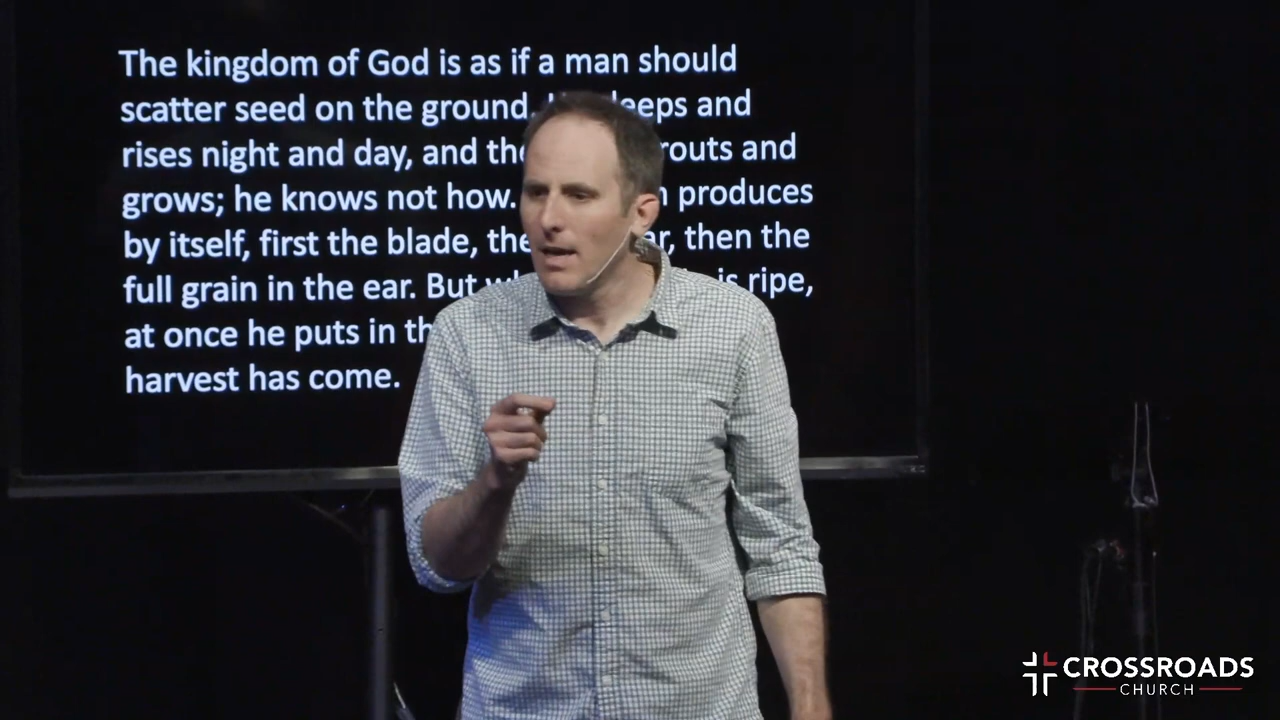 The kingdom of God is as if a man should
scatter seed on the ground. and
rises night and day, and and
grows; he knows not how. produces
by itself, first the blade, then the
full grain in the ear. But is ripe,
at once he puts in
harvest has come.
CROSSROADS
CHURCH